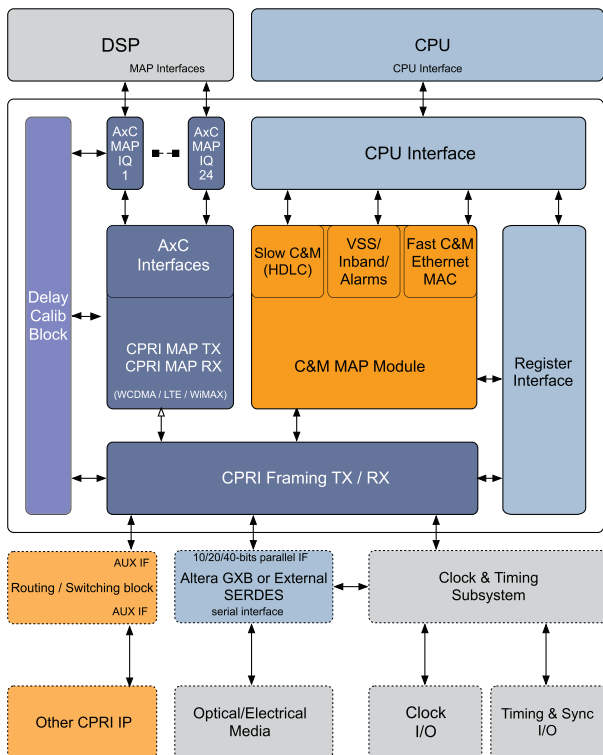 DSP
MAP Interfaces
CPU
CPU Interface
AxC
MAP
IQ
1
AxC
MAP
IQ
24
CPU Interface
Delay
Calib
Block
AxC
Interfaces
CPRI MAP TX
CPRI MAP RX
(WCDMA / LTE / WiMAX)
Slow C&M
(HDLC)
VSS/
Inband/
Alarms
Fast C&M
Ethernet
MAC
C&M MAP Module
Register
Interface
CPRI Framing TX / RX
AUX IF
Routing / Switching block
AUX IF
10/20/40-bits parallel IF
Altera GXB or External
SERDES
serial interface
Clock & Timing
Subsystem
Other CPRI IP
Optical/Electrical
Media
Clock
I/O
Timing & Sync
I/O